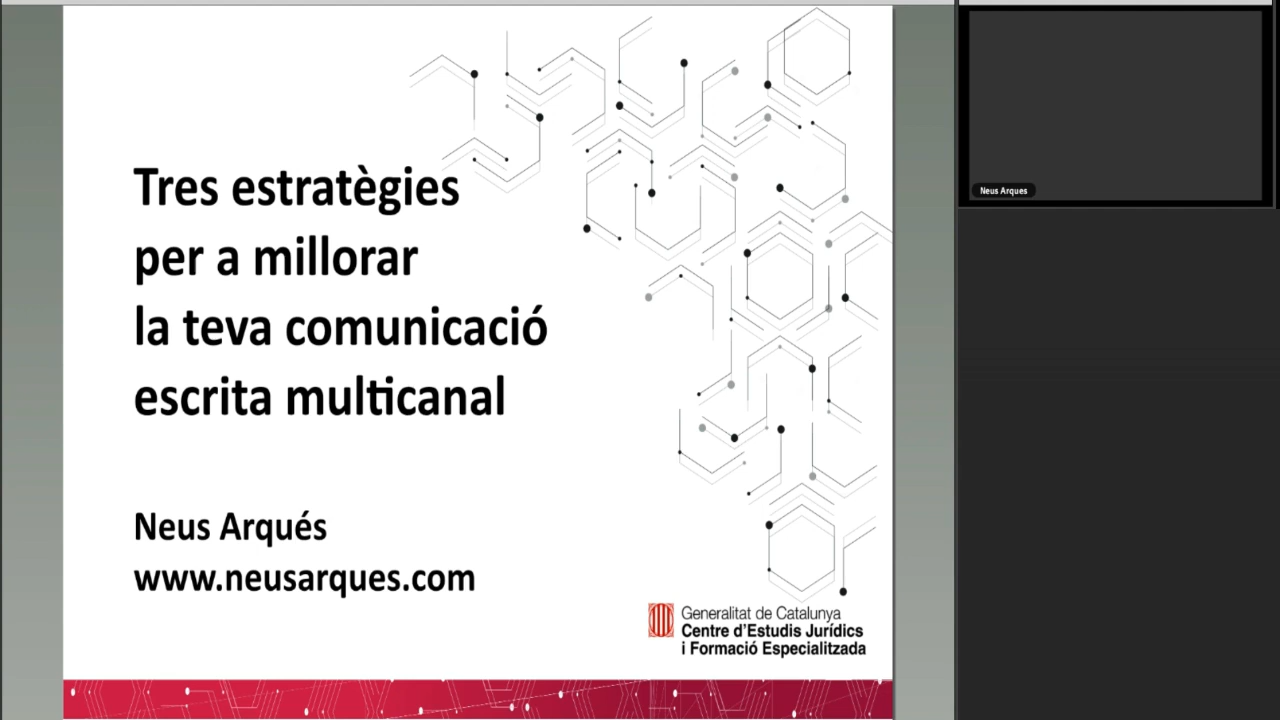 Tres estratègies
per a millorar
la teva comunicació
escrita multicanal
Neus Arqués
www.neusarques.com
Generalitat de Catalunya
Centre d'Estudis Jurídics
i Formació Especialitzada
Neus Arques